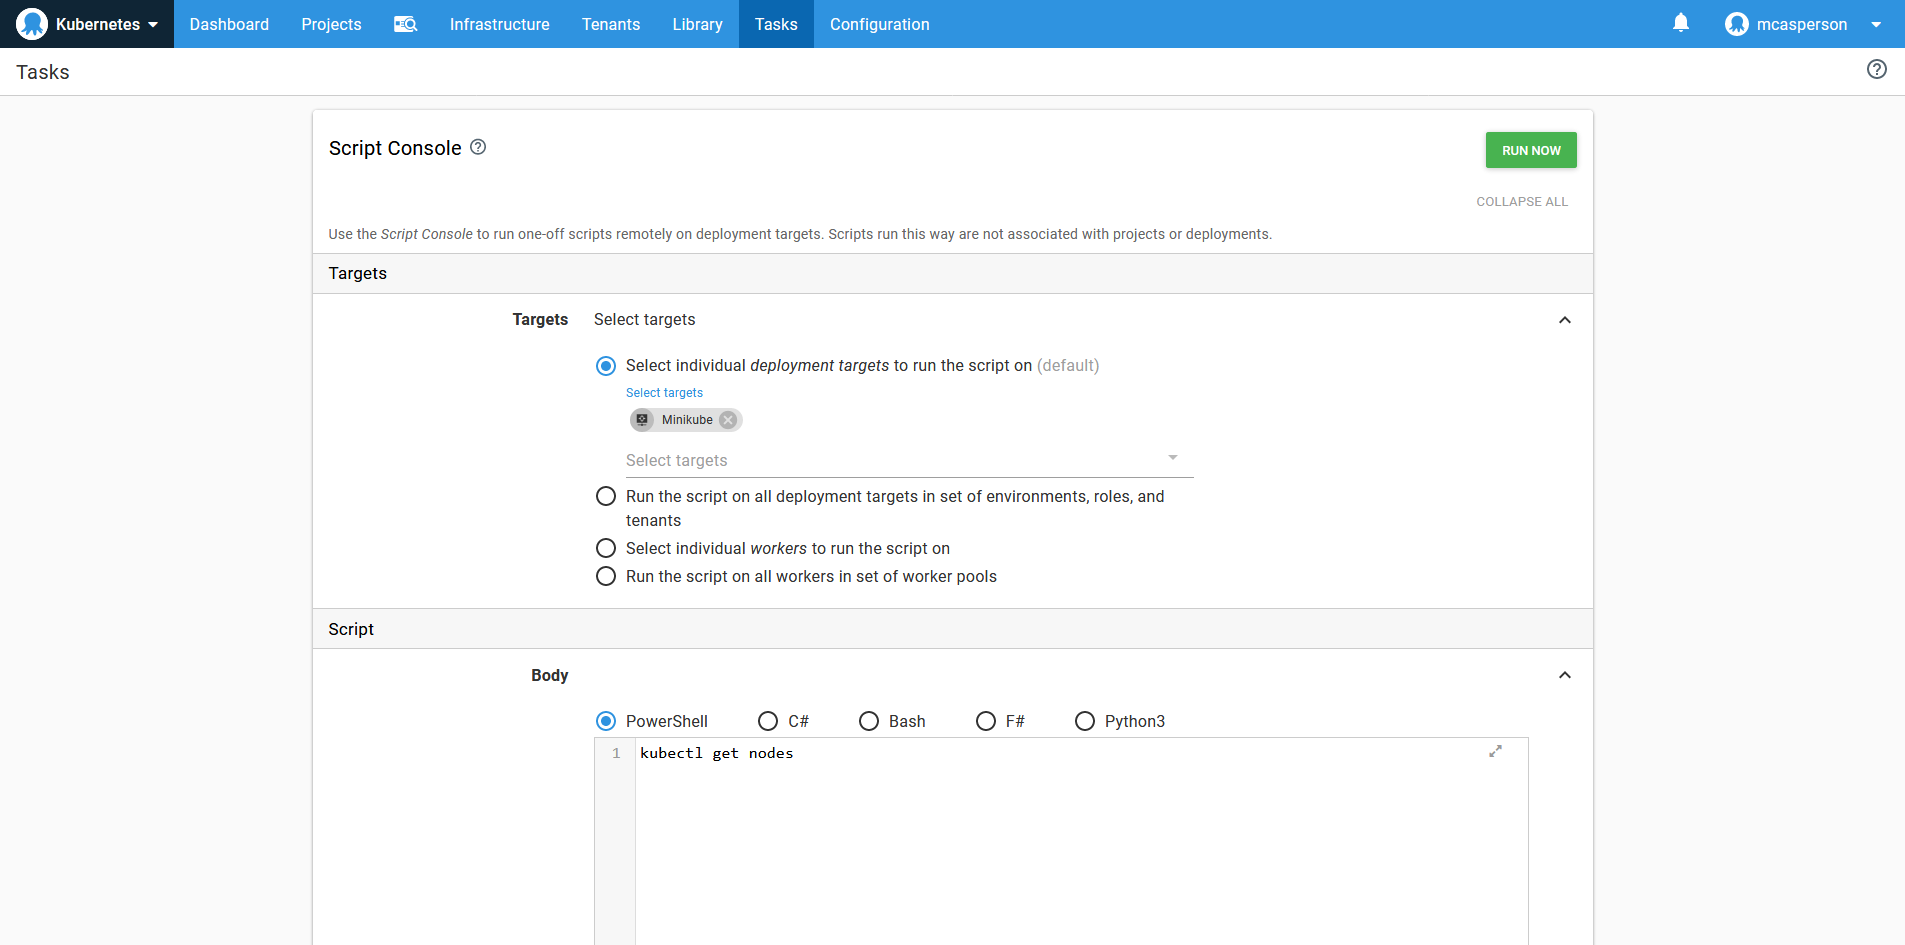 Kubernetes Dashboard Projects Infrastructure Tenants Library Tasks Configuration mcasperson
Tasks
Script Console
RUN NOW
COLLAPSE ALL
Use the Script Console to run one-off scripts remotely on deployment targets. Scripts run this way are not associated with projects or deployments.
Targets
Targets Select targets
Select individual deployment targets to run the script on (default)
Select targets
Minikube
Select targets
Run the script on all deployment targets in set of environments, roles, and
tenants
Select individual workers to run the script on
Run the script on all workers in set of worker pools
Script
Body
PowerShell C# Bash F# Python3
1 kubectl get nodes